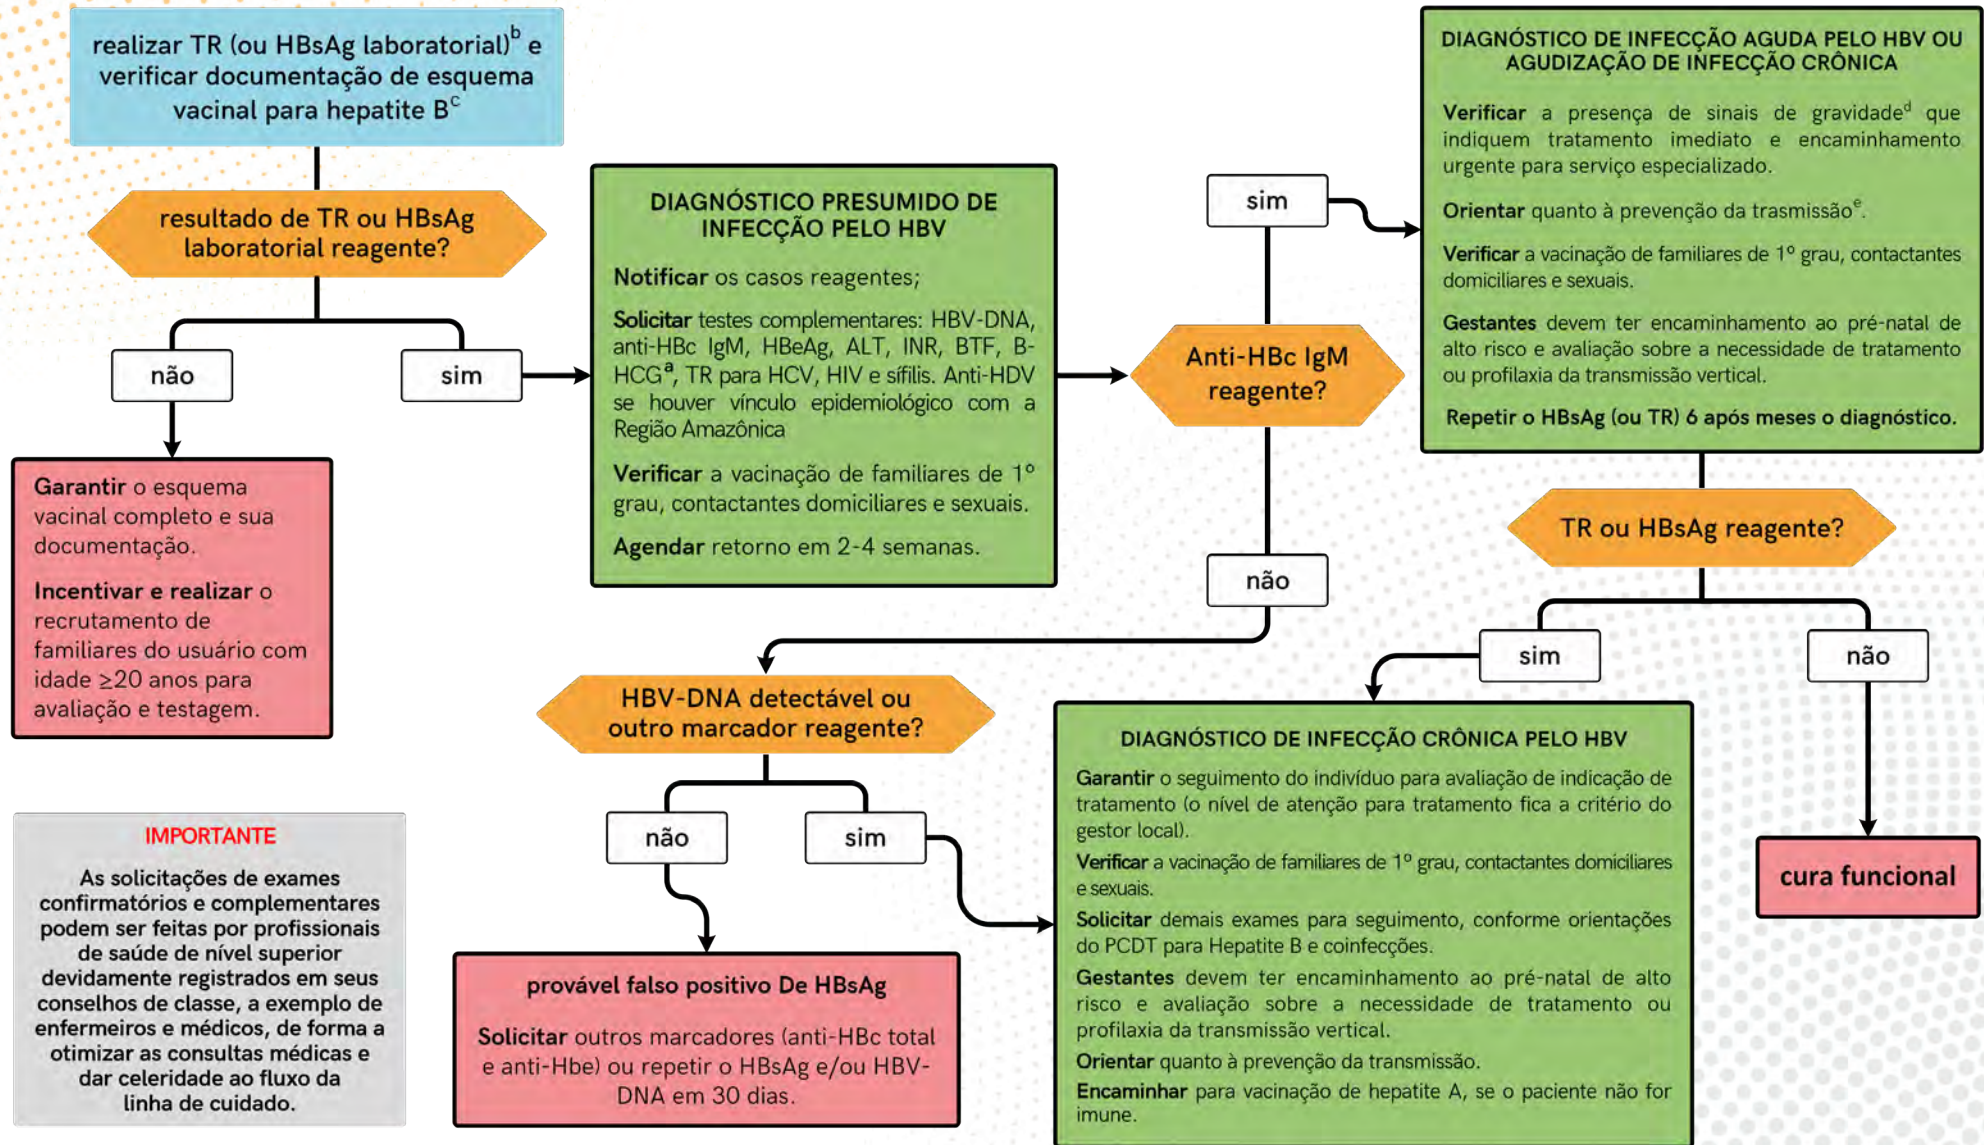 realizar TR (ou HBsAg laboratorial)b e
verificar documentação de esquema
vacinal para hepatite Bc
resultado de TR ou HBsAg
laboratorial reagente?
não
sim
Garantir o esquema
vacinal completo e sua
documentação.
Incentivar e realizar o
recrutamento de
familiares do usuário com
idade ≥20 anos para
avaliação e testagem.
IMPORTANTE
As solicitações de exames
confirmatórios e complementares
podem ser feitas por profissionais
de saúde de nível superior
devidamente registrados em seus
conselhos de classe, a exemplo de
enfermeiros e médicos, de forma a
otimizar as consultas médicas e
dar celeridade ao fluxo da
linha de cuidado.
DIAGNÓSTICO PRESUMIDO DE
INFECÇÃO PELO HBV
Notificar os casos reagentes;
Solicitar testes complementares: HBV-DNA,
anti-HBc IgM, HBeAg, ALT, INR, BTF, B-
HCGa, TR para HCV, HIV e sífilis. Anti-HDV
se houver vínculo epidemiológico com a
Região Amazônica
Verificar a vacinação de familiares de 1º
grau, contactantes domiciliares e sexuais.
Agendar retorno em 2-4 semanas.
Anti-HBc IgM
reagente?
sim
não
DIAGNÓSTICO DE INFECÇÃO AGUDA PELO HBV OU
AGUDIZAÇÃO DE INFECÇÃO CRÔNICA
Verificar a presença de sinais de gravidaded que
indiquem tratamento imediato e encaminhamento
urgente para serviço especializado.
Orientar quanto à prevenção da trasmissãoe.
Verificar a vacinação de familiares de 1º grau, contactantes
domiciliares e sexuais.
Gestantes devem ter encaminhamento ao pré-natal de
alto risco e avaliação sobre a necessidade de tratamento
ou profilaxia da transmissão vertical.
Repetir o HBsAg (ou TR) 6 após meses o diagnóstico.
TR ou HBsAg reagente?
sim
não
cura funcional
HBV-DNA detectável ou
outro marcador reagente?
não
sim
provável falso positivo De HBsAg
Solicitar outros marcadores (anti-HBc total
e anti-Hbe) ou repetir o HBsAg e/ou HBV-
DNA em 30 dias.
DIAGNÓSTICO DE INFECÇÃO CRÔNICA PELO HBV
Garantir o seguimento do indivíduo para avaliação de indicação de
tratamento (o nível de atenção para tratamento fica a critério do
gestor local).
Verificar a vacinação de familiares de 1º grau, contactantes domiciliares
e sexuais.
Solicitar demais exames para seguimento, conforme orientações
do PCDT para Hepatite B e coinfecções.
Gestantes devem ter encaminhamento ao pré-natal de alto
risco e avaliação sobre a necessidade de tratamento ou
profilaxia da transmissão vertical.
Orientar quanto à prevenção da transmissão.
Encaminhar para vacinação de hepatite A, se o paciente não for
imune.